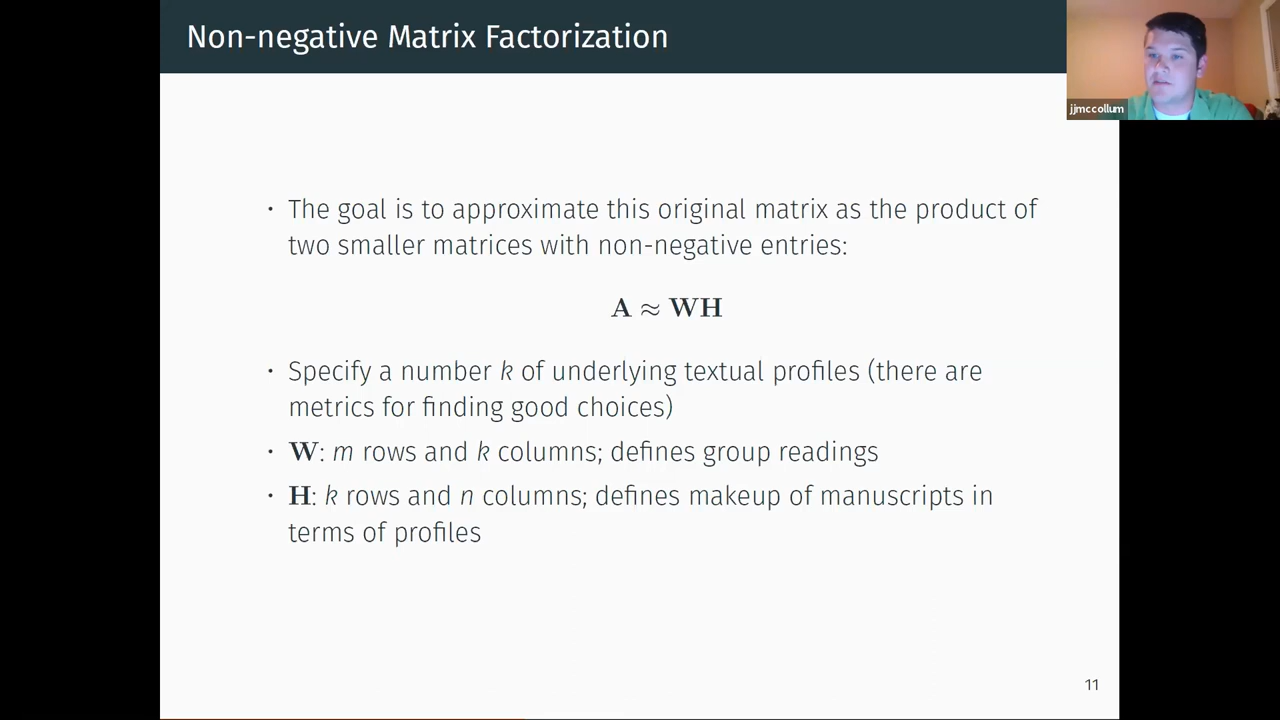 Non-negative Matrix Factorization
jjmccollum
· The goal is to approximate this original matrix as the product of
two smaller matrices with non-negative entries:
A ≈ WH
· Specify a number k of underlying textual profiles (there are
metrics for finding good choices)
· W: m rows and k columns; defines group readings
· H: k rows and n columns; defines makeup of manuscripts in
terms of profiles
11